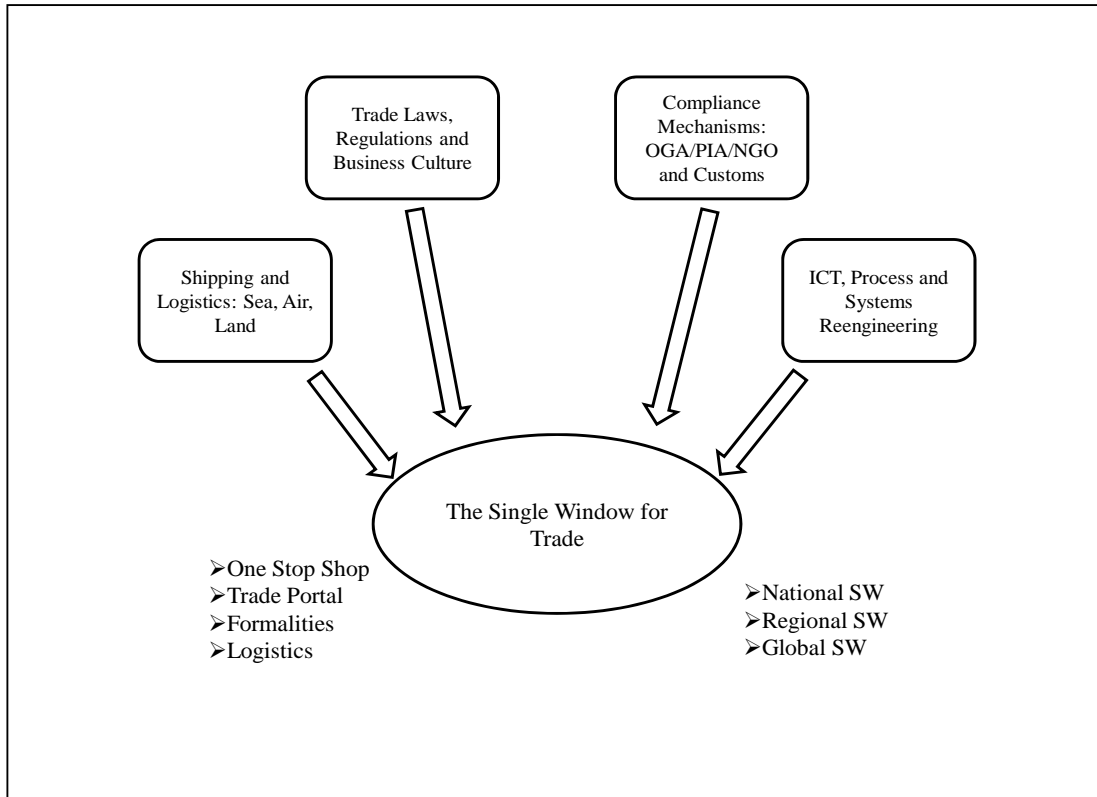 Trade Laws,
Regulations and
Business Culture
Compliance
Mechanisms:
OGA/PIA/NGO
and Customs
Shipping and
Logistics: Sea, Air,
Land
ICT, Process and
Systems
Reengineering
The Single Window for
Trade
➢One Stop Shop
➢Trade Portal
➢Formalities
➢Logistics
➢National SW
➢Regional SW
➢Global SW